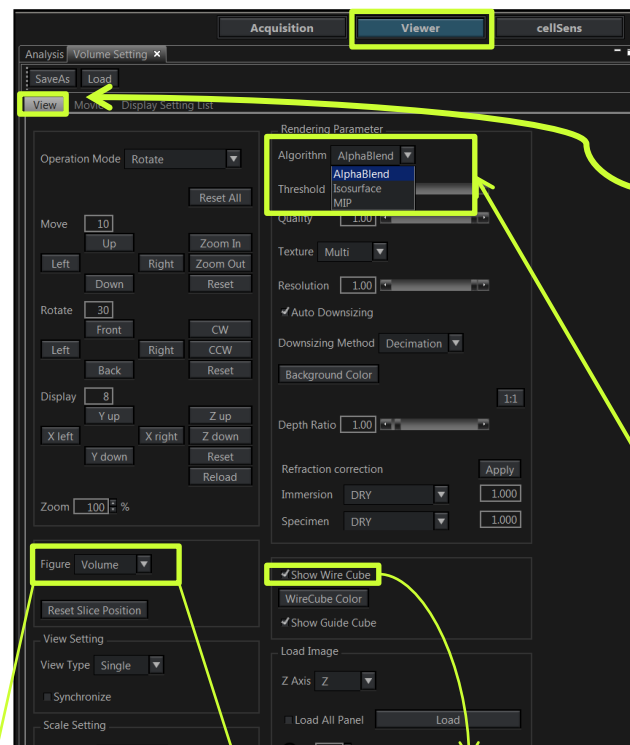 Acquisition Viewer cellSens
Analysis Volume Setting ×
SaveAs Load
View Movie Display Setting List
Operation Mode Rotate
Reset All
Move 10
Up Zoom In
Left Right Zoom Out
Down Reset
Rotate 30
Front CW
Left Right CCW
Back Reset
Display 8
Y up Z up
X left X right Z down
Y down Reset
Reload
Zoom 100 %
Figure Volume
Reset Slice Position
View Setting
View Type Single
Synchronize
Scale Setting
Rendering Parameter
Algorithm AlphaBlend
AlphaBlend
Threshold Isosurface
MIP
Quality 1.00
Texture Multi
Resolution 1.00
Auto Downsizing
Downsizing Method Decimation
Background Color
1:1
Depth Ratio 1.00
Refraction correction Apply
Immersion DRY 1.000
Specimen DRY 1.000
Show Wire Cube
WireCube Color
Show Guide Cube
Load Image
Z Axis Z
Load All Panel Load